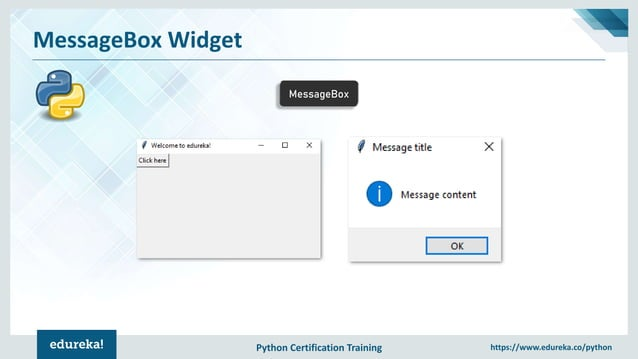 MessageBox Widget
MessageBox
Welcome to edureka!
Click here
Message title
i
Message content
OK
edureka!
Python Certification Training
https://www.edureka.co/python